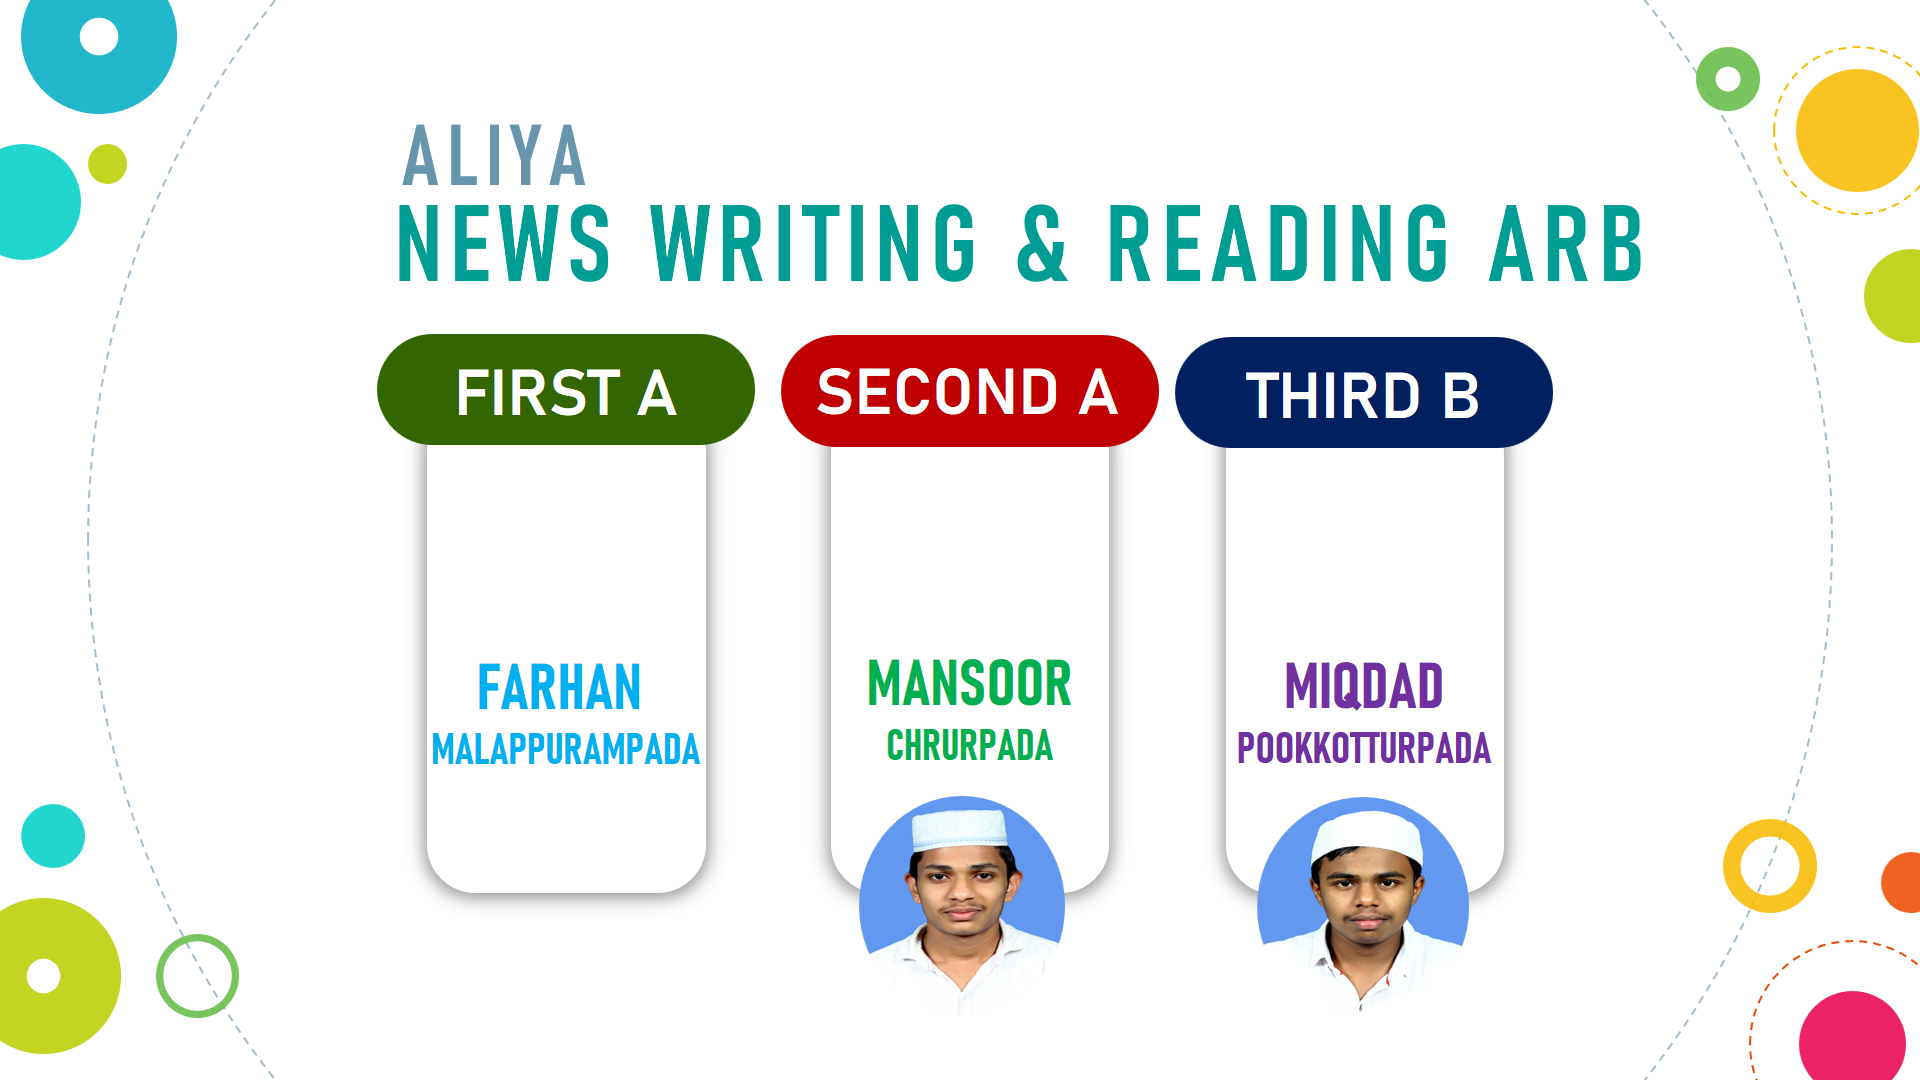 ALIYA
NEWS WRITING & READING ARB
FIRST A
FARHAN
MALAPPURAMPADA
SECOND A
MANSOOR
CHRURPADA
THIRD B
MIQDAD
POOKKOTTURPADA